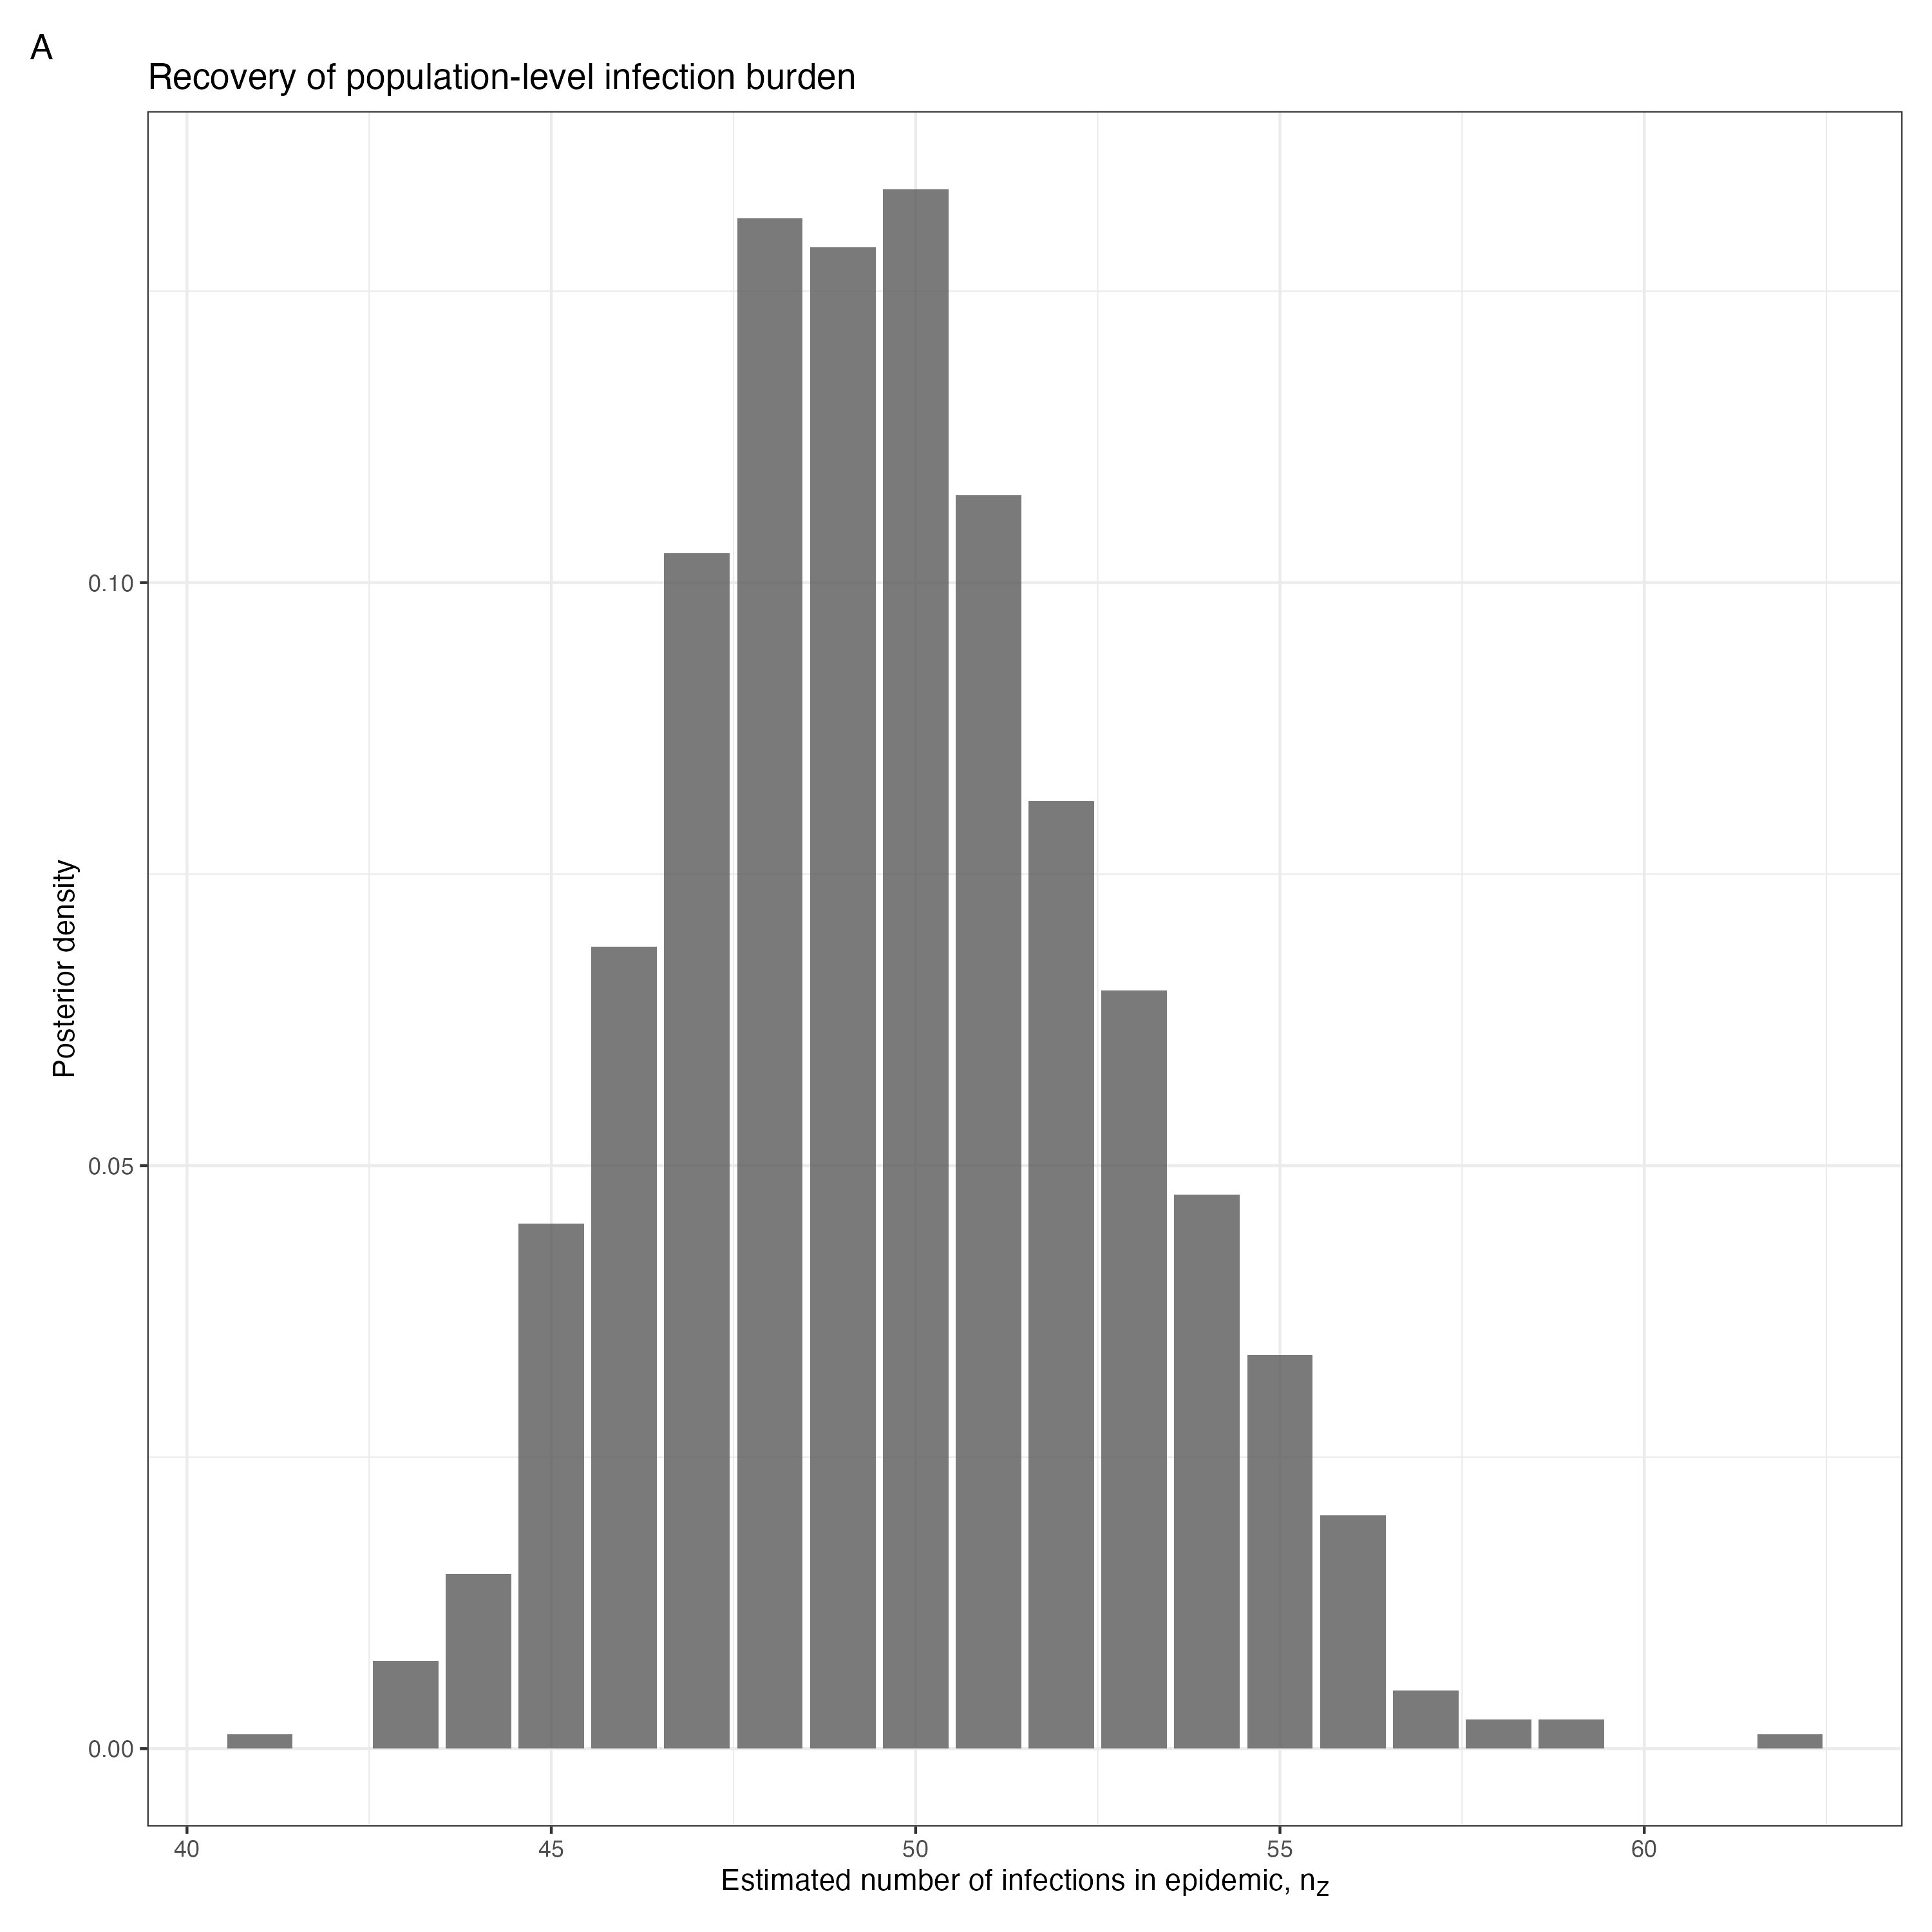 A
Recovery of population-level infection burden
Posterior density
0.10
0.05
0.00
40 45 50 55 60
Estimated number of infections in epidemic, nZ